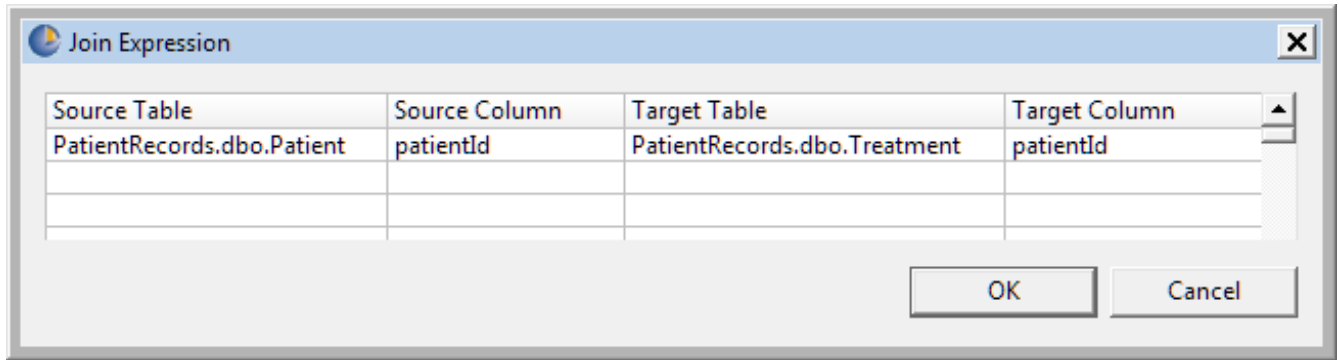 Join Expression
Source Table Source Column Target Table Target Column
PatientRecords.dbo.Patient patientId PatientRecords.dbo.Treatment patientId
OK Cancel